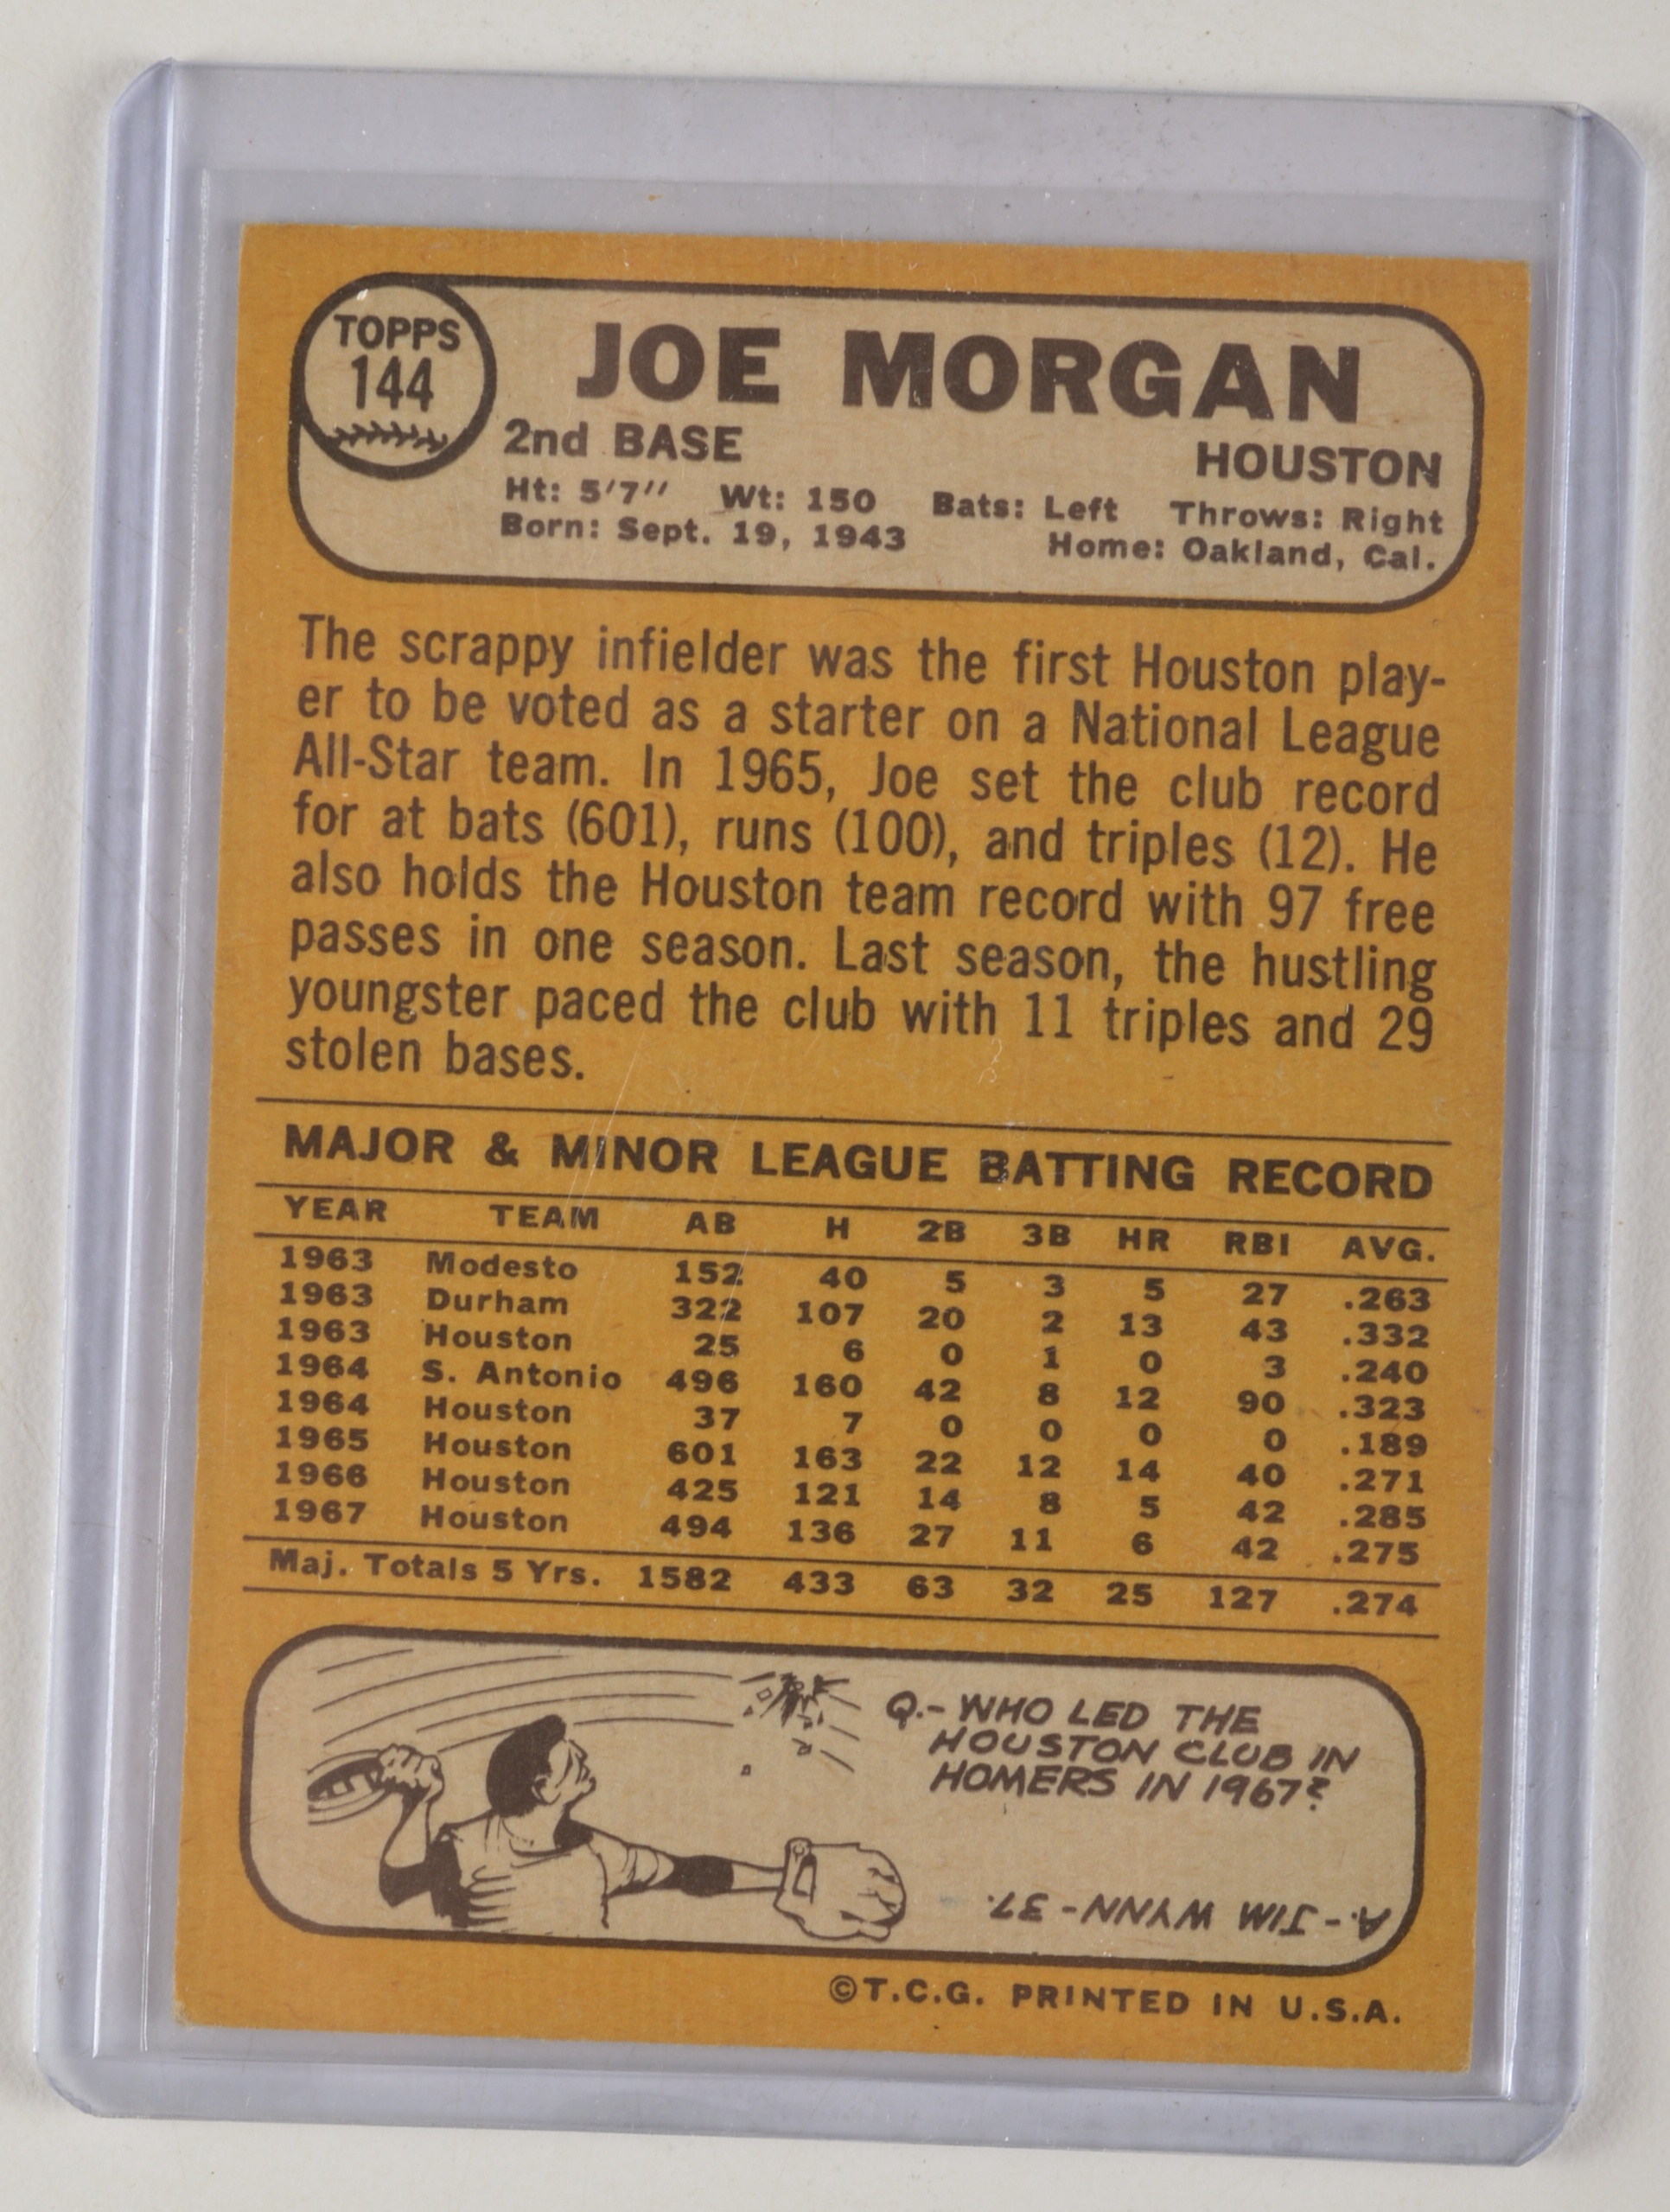 TOPPS
144
JOE MORGAN
2nd BASE HOUSTON
Ht: 5'7" Wt: 150 Bats: Left Throws: Right
Born: Sept. 19, 1943 Home: Oakland, Cal.
The scrappy infielder was the first Houston play-
er to be voted as a starter on a National League
All-Star team. In 1965, Joe set the club record
for at bats (601), runs (100), and triples (12). He
also holds the Houston team record with 97 free
passes in one season. Last season, the hustling
youngster paced the club with 11 triples and 29
stolen bases.
MAJOR & MINOR LEAGUE BATTING RECORD
YEAR TEAM AB H 2B 3B HR RBI AVG.
1963 Modesto 152 40 5 3 5 27 .263
1963 Durham 322 107 20 2 13 43 .332
1963 Houston 25 6 0 1 0 3 .240
1964 S. Antonio 496 160 42 8 12 90 .323
1964 Houston 37 7 0 0 0 0 .189
1965 Houston 601 163 22 12 14 40 .271
1966 Houston 425 121 14 8 5 42 .285
1967 Houston 494 136 27 11 6 42 .275
Maj. Totals 5 Yrs. 1582 433 63 32 25 127 .274
Q.- WHO LED THE
HOUSTON CLUB IN
HOMERS IN 1967?
A.- JIM WYNN - 37.
©T.C.G. PRINTED IN U.S.A.